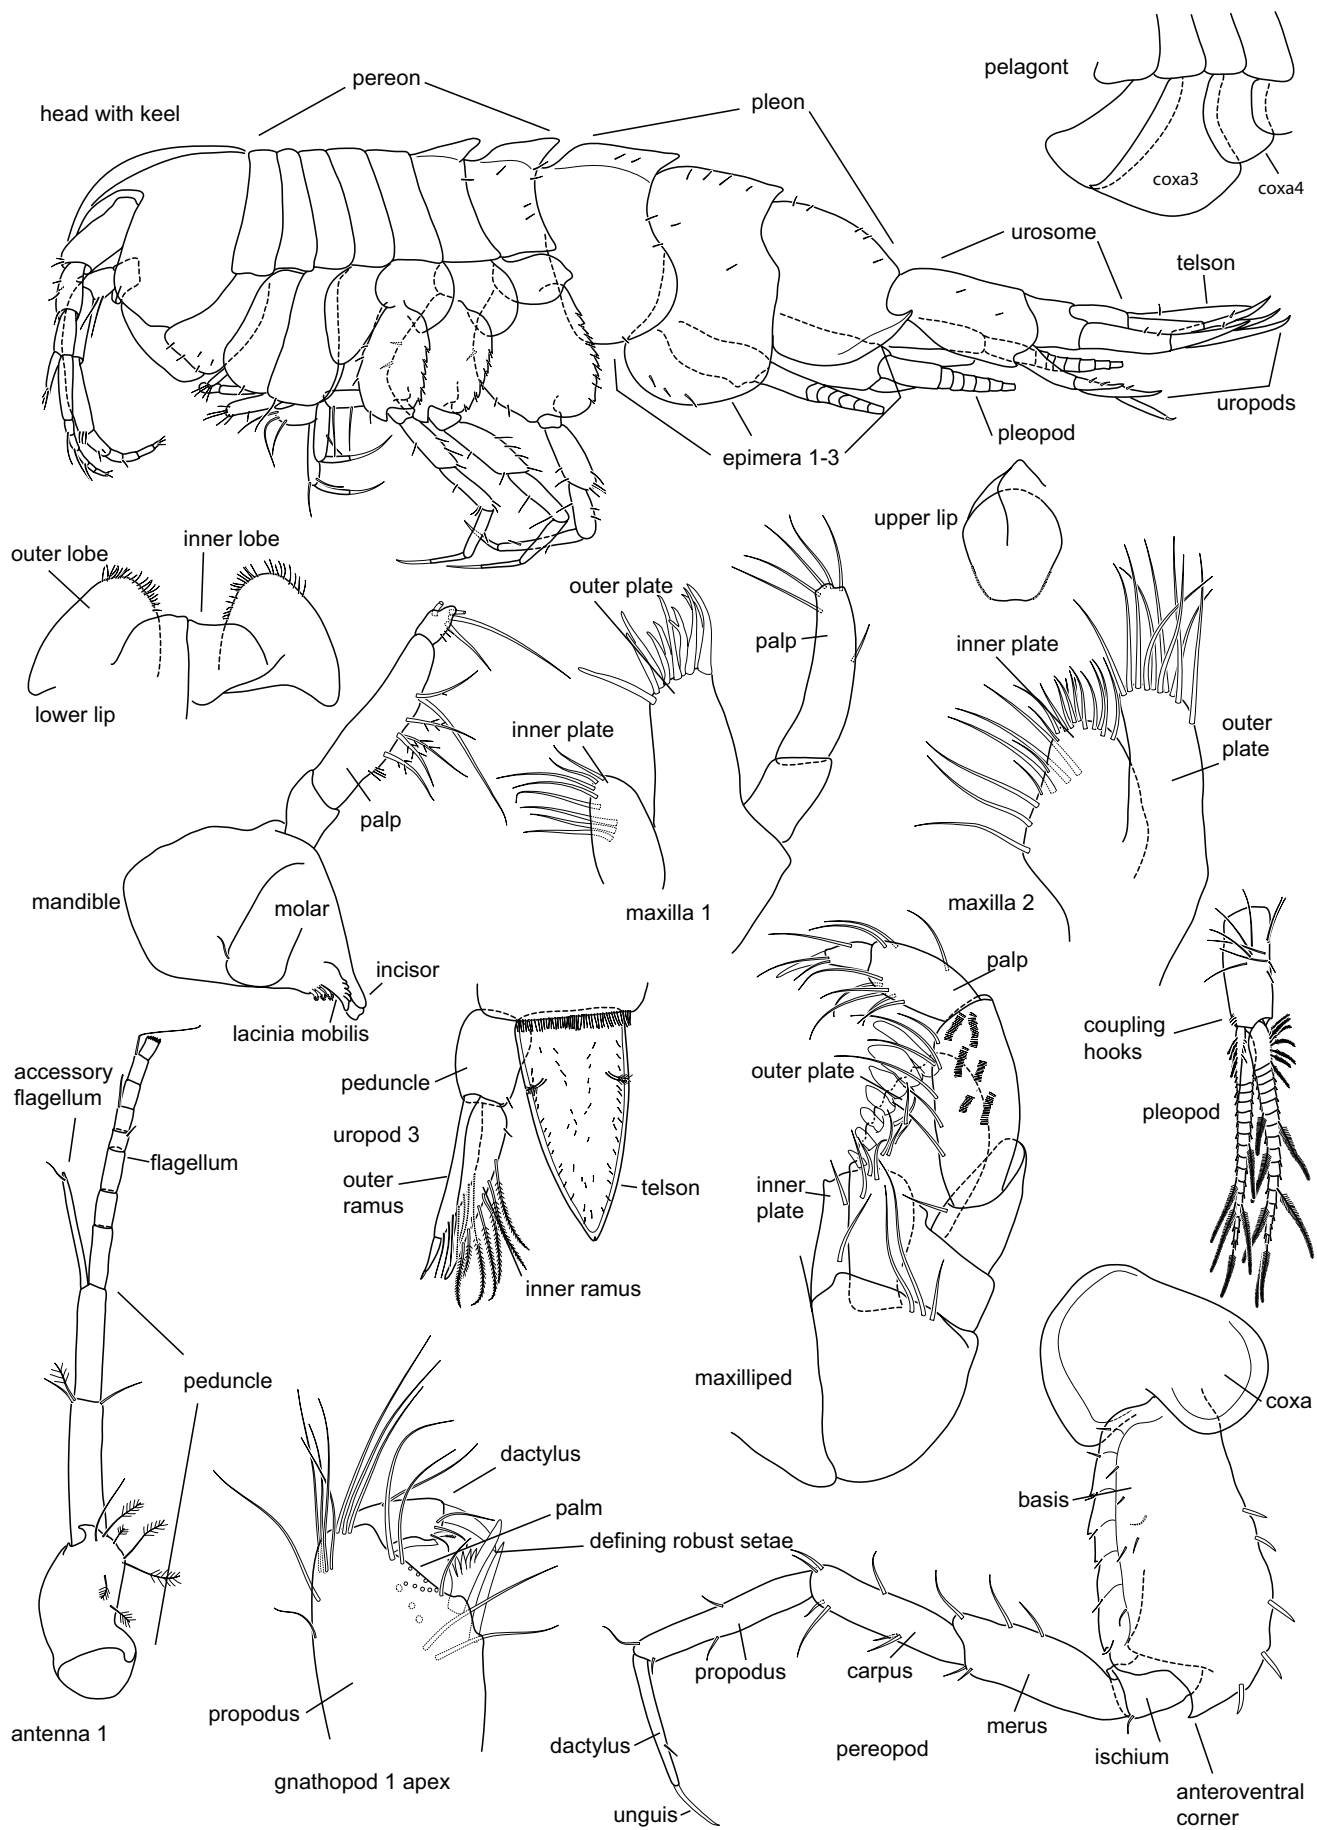 pereon
pelagont
head with keel
pleon
coxa3
coxa4
urosome
telson
uropods
pleopod
epimera 1-3
upper lip
outer lobe
inner lobe
outer plate
palp
inner plate
lower lip
outer
plate
inner plate
palp
mandible
molar
maxilla 1
maxilla 2
incisor
palp
lacinia mobilis
coupling
hooks
accessory
flagellum
peduncle
outer plate
pleopod
uropod 3
flagellum
outer
ramus
telson
inner
plate
inner ramus
maxilliped
peduncle
coxa
dactylus
basis
palm
defining robust setae
propodus
carpus
propodus
merus
antenna 1
dactylus
pereopod
ischium
gnathopod 1 apex
anteroventral
corner
unguis